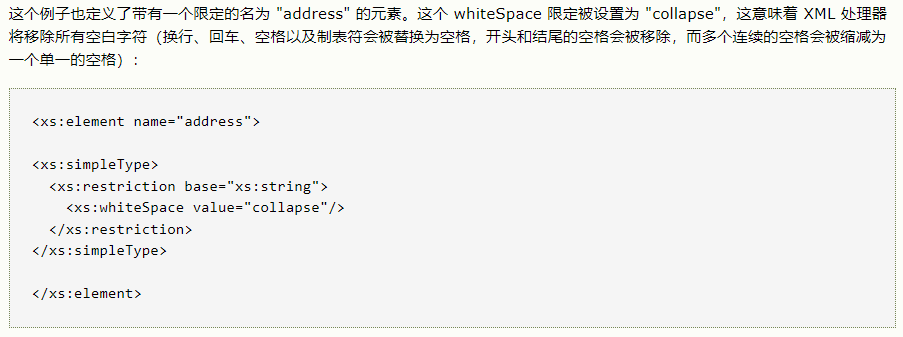 这个例子也定义了带有一个限定的名为 "address" 的元素。这个 whiteSpace 限定被设置为 "collapse"，这意味着 XML 处理器
将移除所有空白字符（换行、回车、空格以及制表符会被替换为空格，开头和结尾的空格会被移除，而多个连续的空格会被缩减为
一个单一的空格）：
<xs:element name="address">
<xs:simpleType>
  <xs:restriction base="xs:string">
    <xs:whiteSpace value="collapse"/>
  </xs:restriction>
</xs:simpleType>
</xs:element>